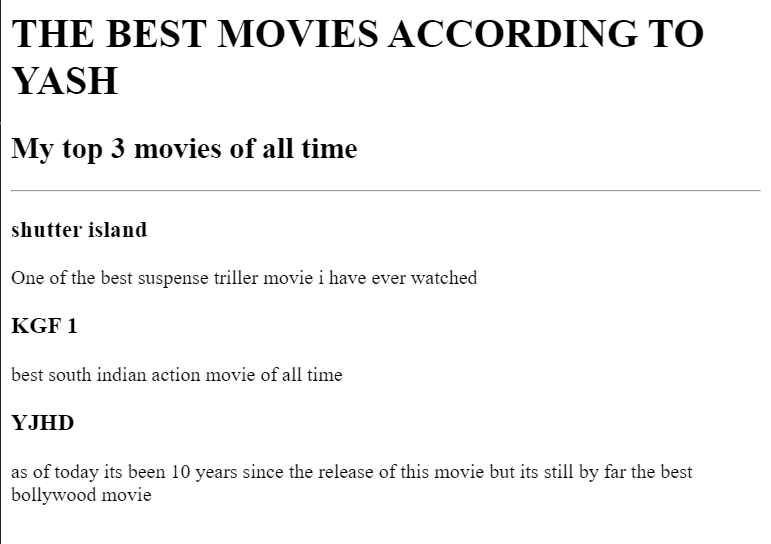 THE BEST MOVIES ACCORDING TO
YASH
My top 3 movies of all time
shutter island
One of the best suspense triller movie i have ever watched
KGF 1
best south indian action movie of all time
YJHD
as of today its been 10 years since the release of this movie but its still by far the best
bollywood movie